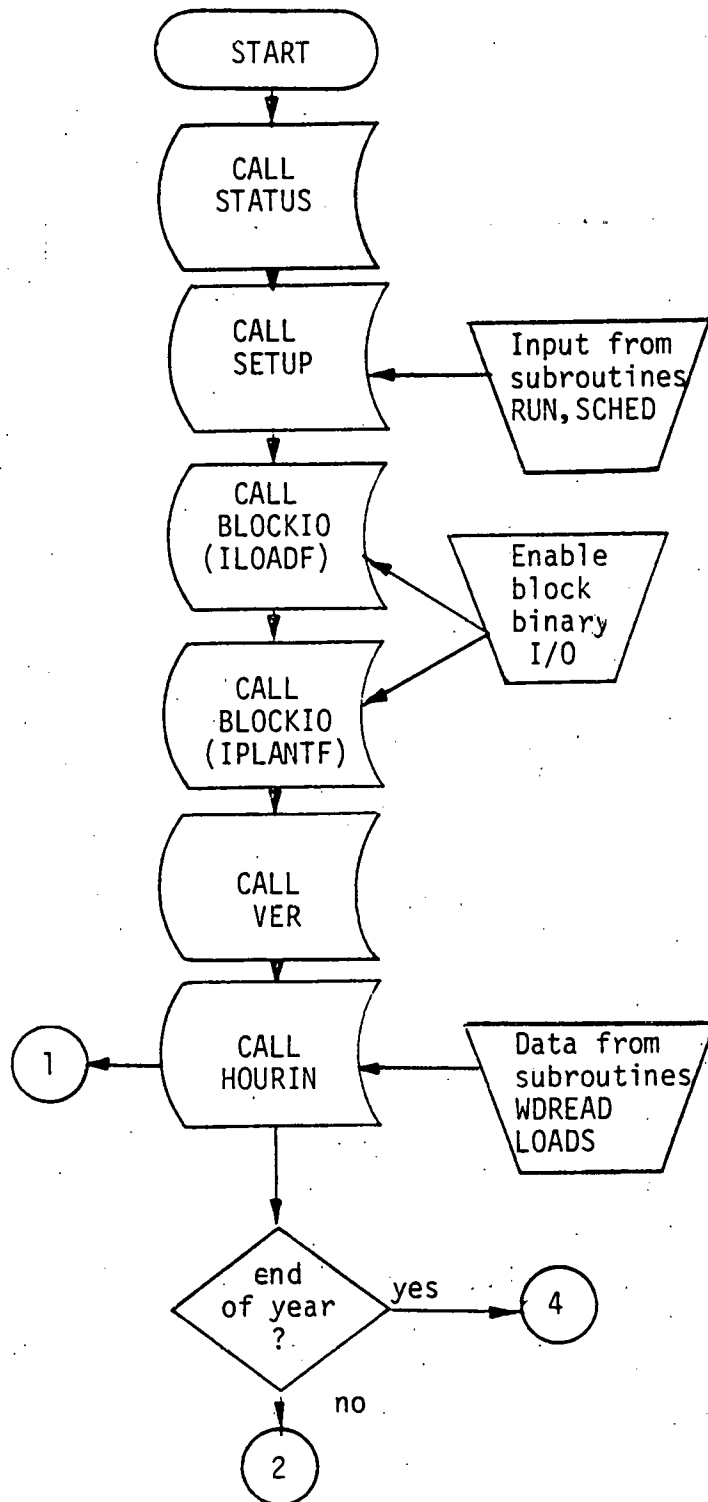 START
CALL
STATUS
CALL
SETUP
Input from
subroutines
RUN, SCHED
CALL
BLOCKIO
(ILOADF)
Enable
block
binary
I/O
CALL
BLOCKIO
(IPLANTF)
CALL
VER
1
CALL
HOURIN
Data from
subroutines
WDREAD
LOADS
end
of year
?
yes
4
no
2